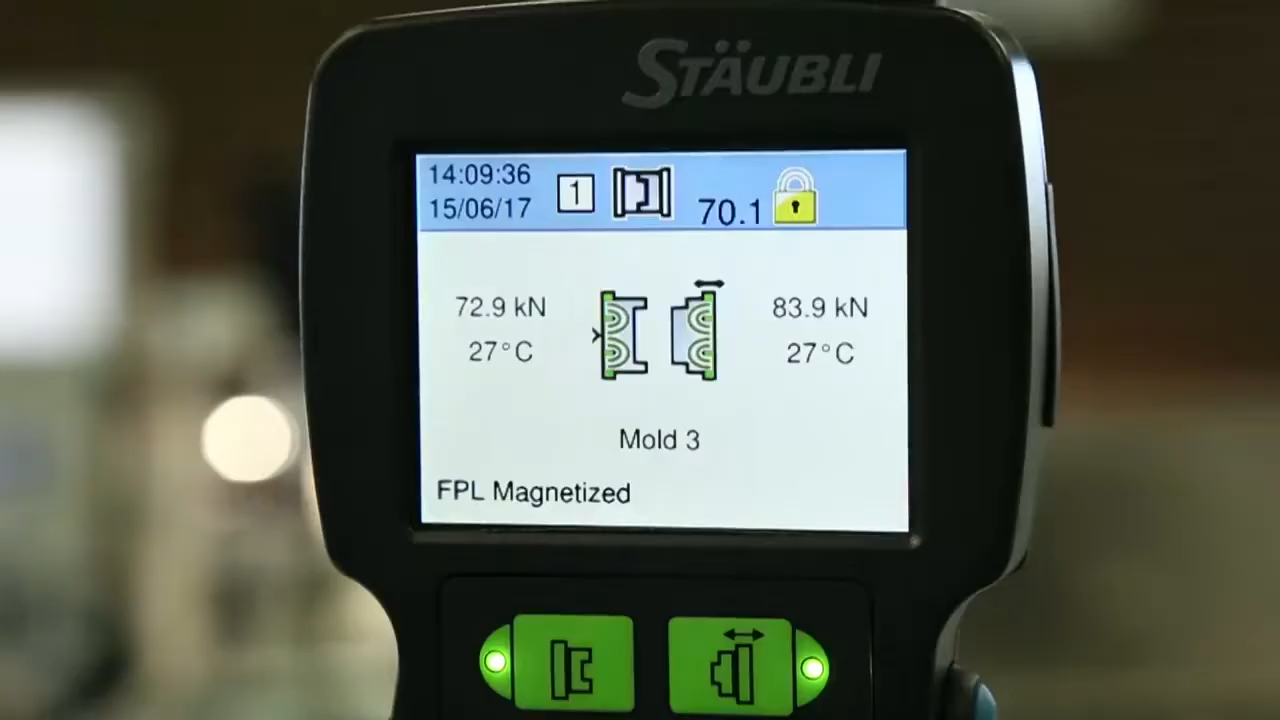 STÄUBLI
14:09:36
15/06/17
1
70.1
72.9 kN
83.9 kN
27°C
27°C
Mold 3
FPL Magnetized